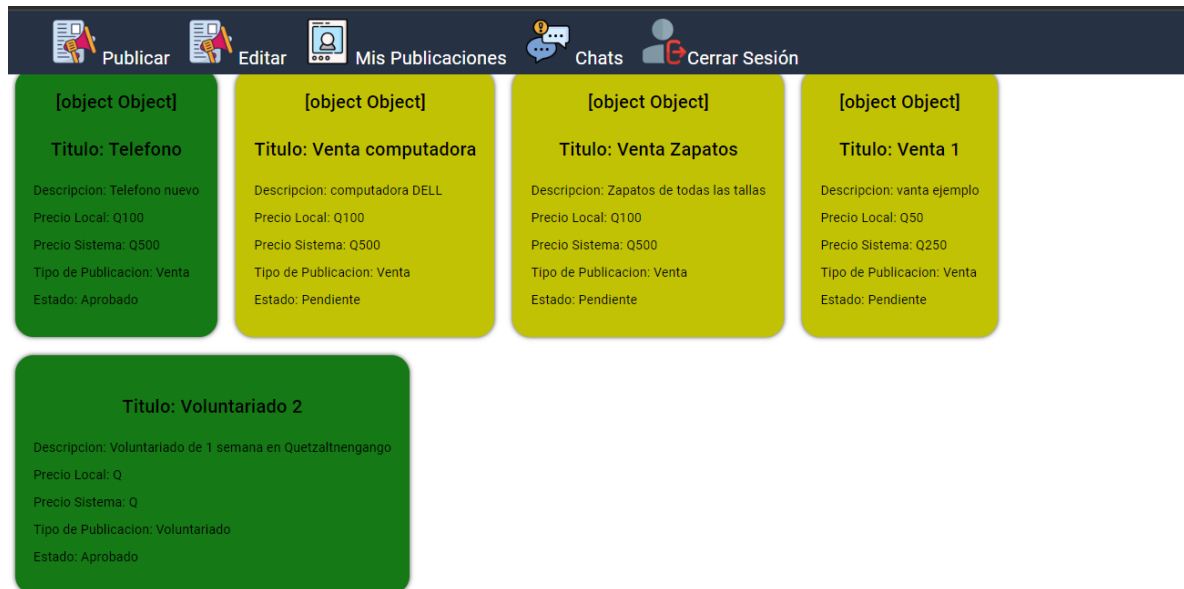 Publicar Editar Mis Publicaciones Chats Cerrar Sesión
[object Object]
Titulo: Telefono
Descripcion: Telefono nuevo
Precio Local: Q100
Precio Sistema: Q500
Tipo de Publicacion: Venta
Estado: Aprobado
[object Object]
Titulo: Venta computadora
Descripcion: computadora DELL
Precio Local: Q100
Precio Sistema: Q500
Tipo de Publicacion: Venta
Estado: Pendiente
[object Object]
Titulo: Venta Zapatos
Descripcion: Zapatos de todas las tallas
Precio Local: Q100
Precio Sistema: Q500
Tipo de Publicacion: Venta
Estado: Pendiente
[object Object]
Titulo: Venta 1
Descripcion: vanta ejemplo
Precio Local: Q50
Precio Sistema: Q250
Tipo de Publicacion: Venta
Estado: Pendiente
Titulo: Voluntariado 2
Descripcion: Voluntariado de 1 semana en Quetzaltnengango
Precio Local: Q
Precio Sistema: Q
Tipo de Publicacion: Voluntariado
Estado: Aprobado